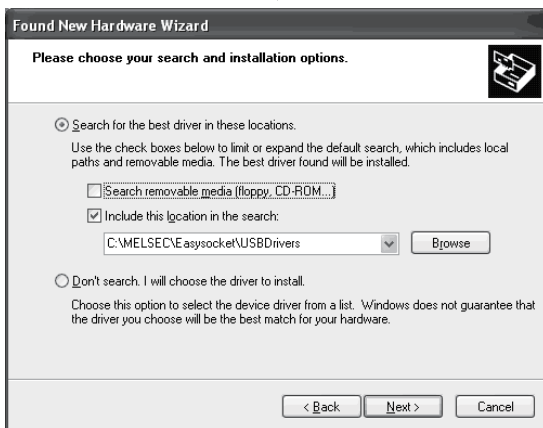 Found New Hardware Wizard
Please choose your search and installation options.
Search for the best driver in these locations.
Use the check boxes below to limit or expand the default search, which includes local
paths and removable media. The best driver found will be installed.
Search removable media (floppy, CD-ROM...)
Include this location in the search:
C:\MELSEC\Easysocket\USBDrivers
Browse
Don't search. I will choose the driver to install.
Choose this option to select the device driver from a list. Windows does not guarantee that
the driver you choose will be the best match for your hardware.
< Back Next > Cancel